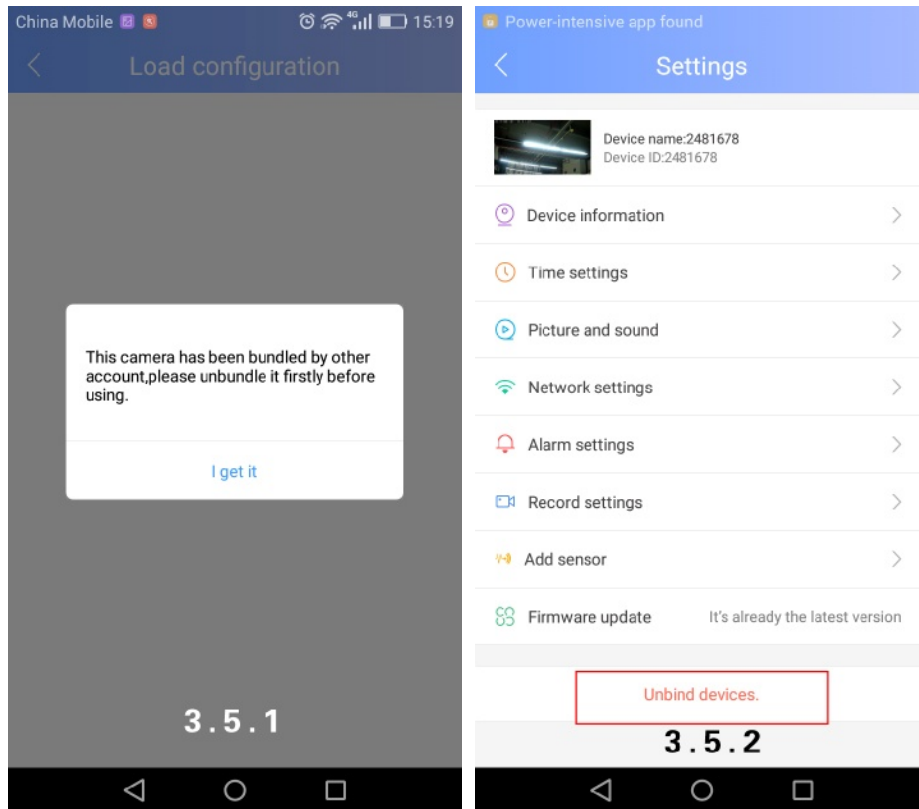 China Mobile
4G
15:19
Load configuration
This camera has been bundled by other
account,please unbundle it firstly before
using.
I get it
3.5.1
Power-intensive app found
Settings
Device name:2481678
Device ID:2481678
Device information
Time settings
Picture and sound
Network settings
Alarm settings
Record settings
Add sensor
Firmware update It's already the latest version
Unbind devices.
3.5.2